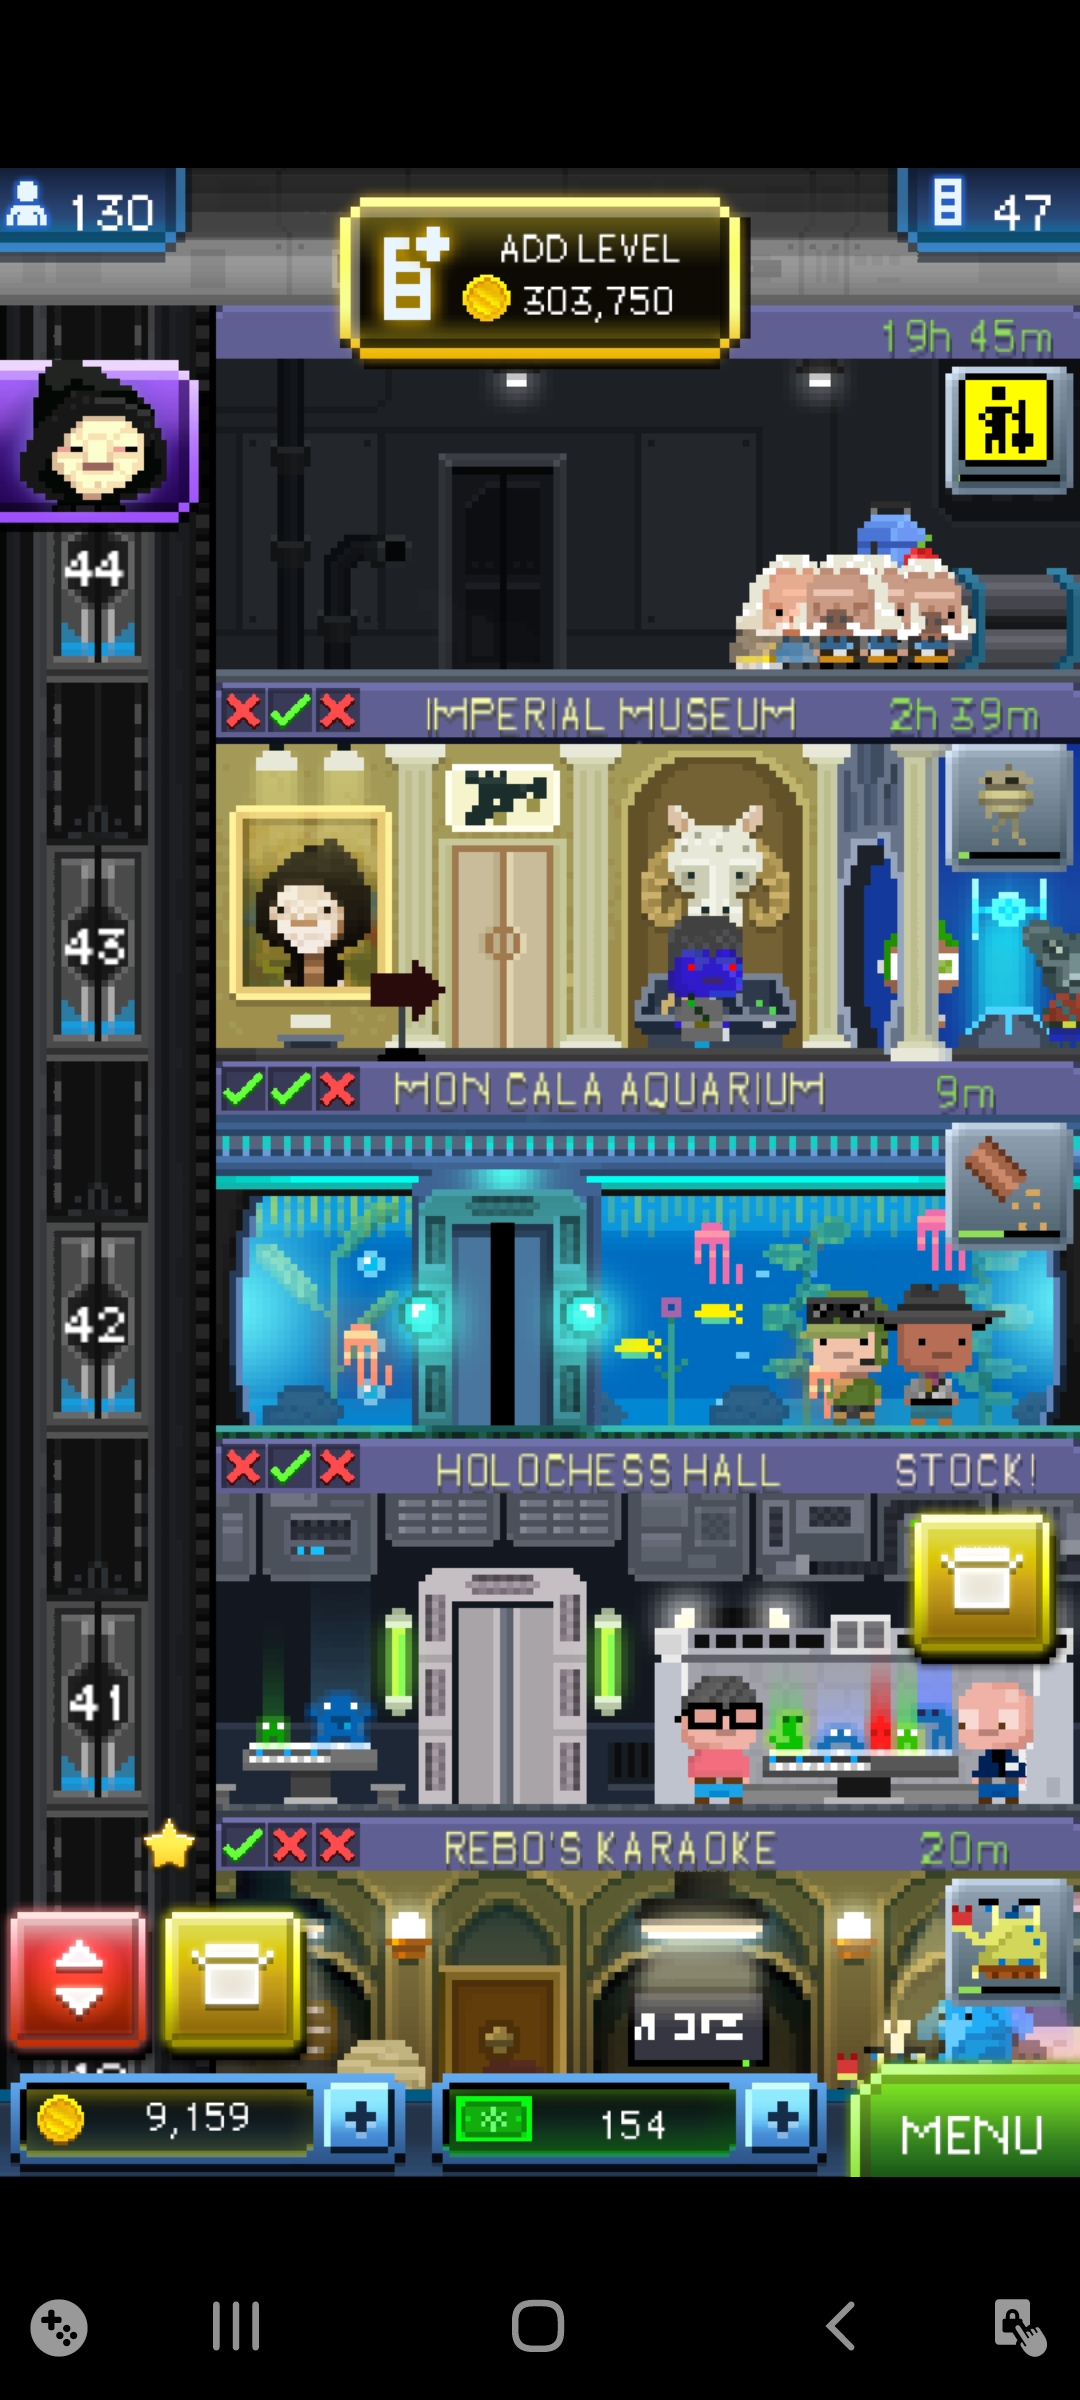 130
ADD LEVEL
303,750
47
19h 45m
44
IMPERIAL MUSEUM
2h 39m
43
MON CALA AQUARIUM
9m
42
HOLOCHESS HALL
STOCK!
41
REBO'S KARAOKE
20m
9,159
154
MENU